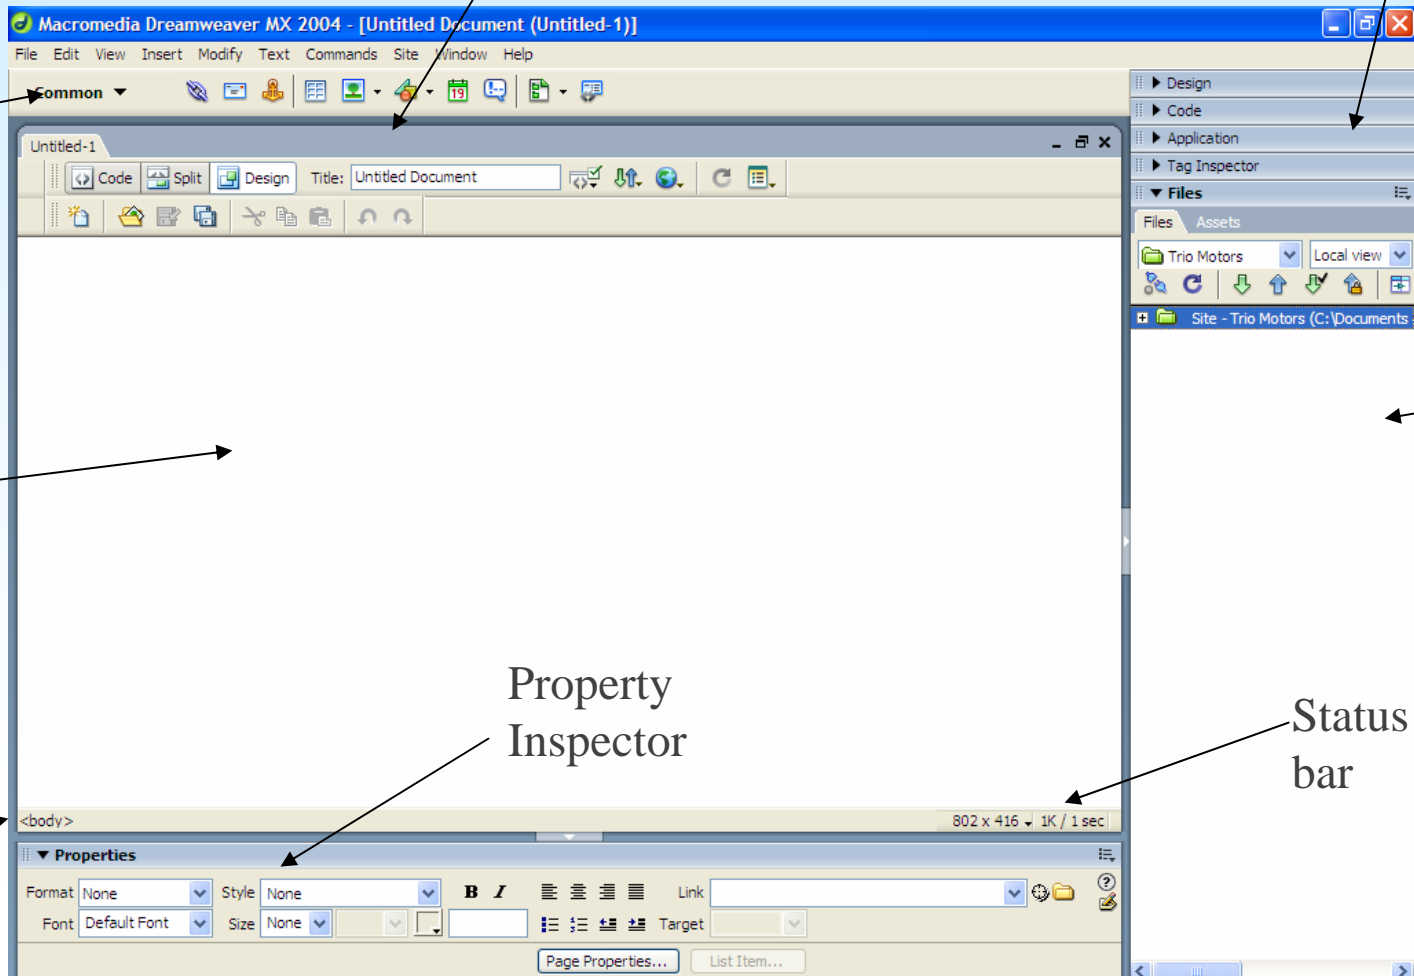 Macromedia Dreamweaver MX 2004 - [Untitled Document (Untitled-1)]
File Edit View Insert Modify Text Commands Site Window Help
Common
19
Design
Code
Application
Tag Inspector
Files
Files Assets
Trio Motors Local view
Site - Trio Motors (C:\Documents
Untitled-1
Code Split Design Title: Untitled Document
Property
Inspector
Status
bar
<body> 802 x 416 1K / 1 sec
Properties
Format None Style None B I Link
Font Default Font Size None Target
Page Properties... List Item...